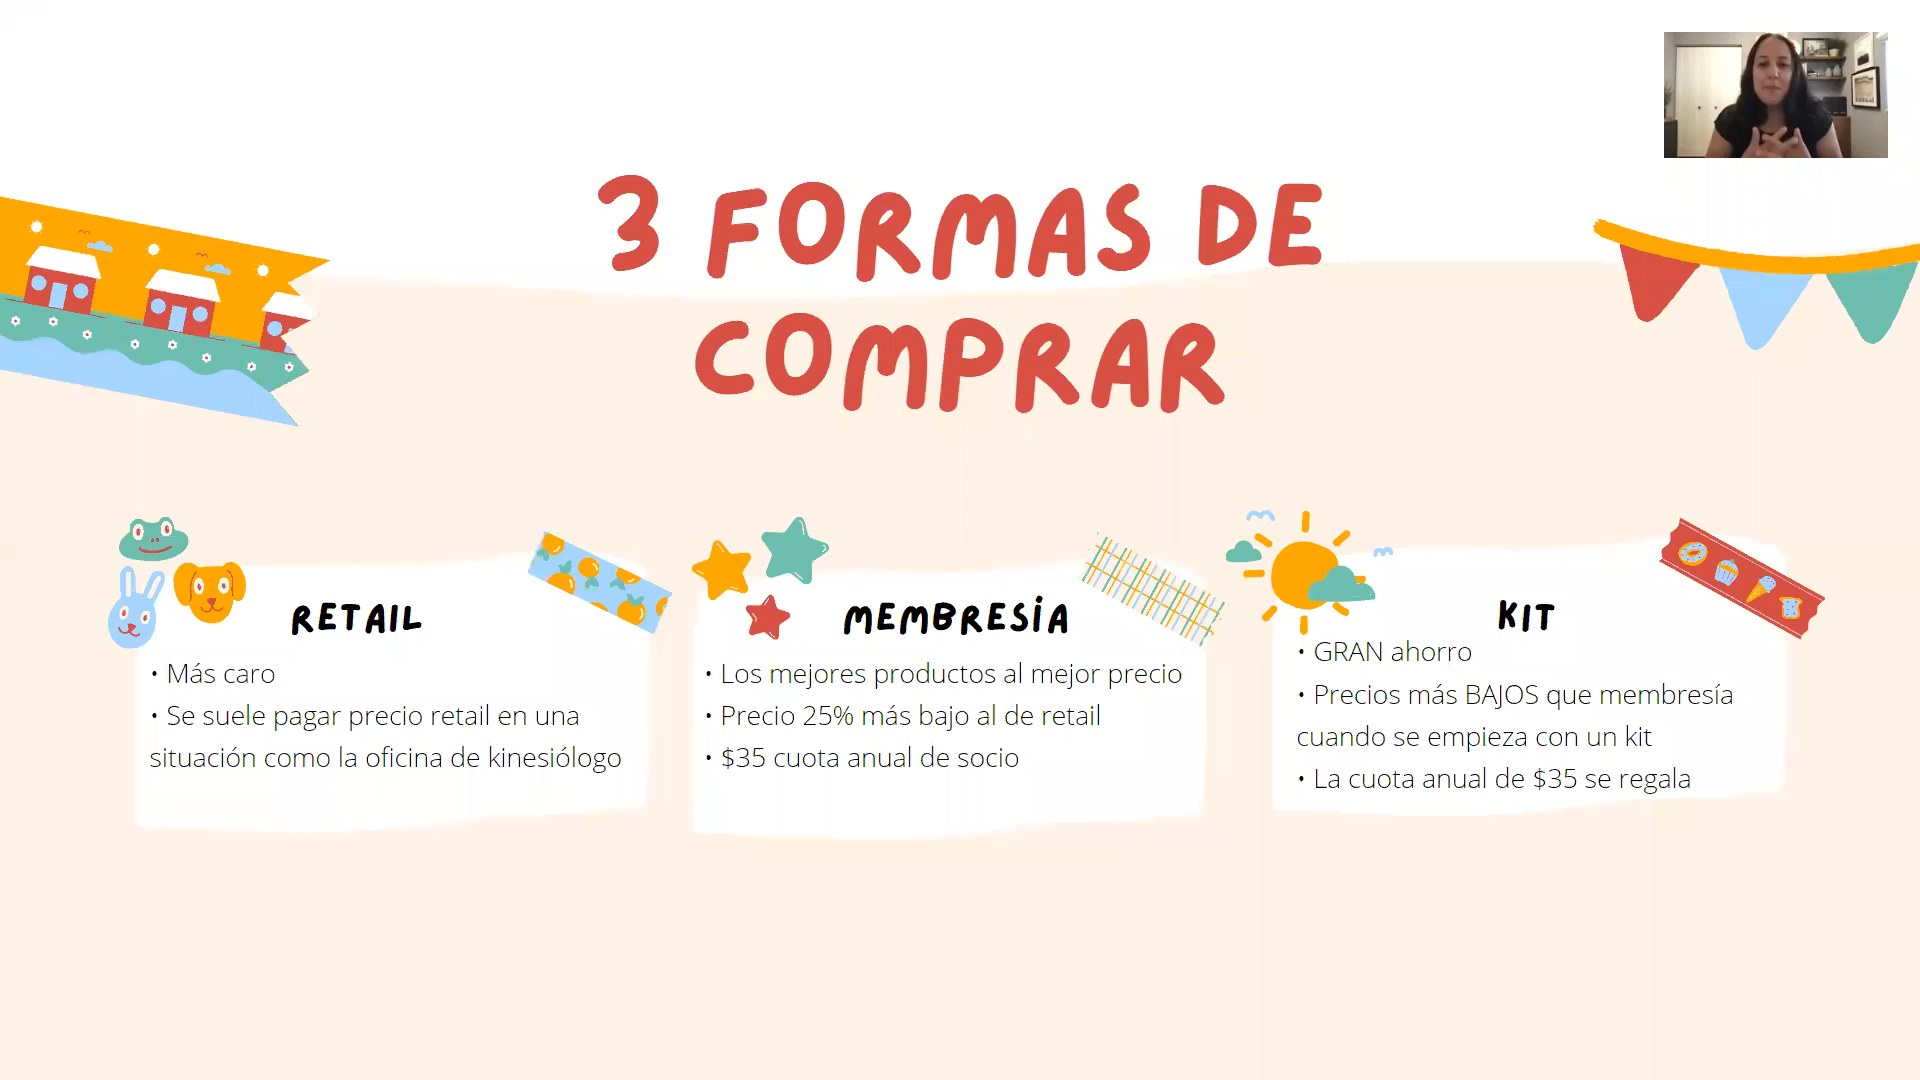 3 FORMAS DE
COMPRAR
RETAIL
• Más caro
• Se suele pagar precio retail en una
situación como la oficina de kinesiólogo
MEMBRESÍA
• Los mejores productos al mejor precio
• Precio 25% más bajo al de retail
• $35 cuota anual de socio
KIT
• GRAN ahorro
• Precios más BAJOS que membresía
cuando se empieza con un kit
• La cuota anual de $35 se regala